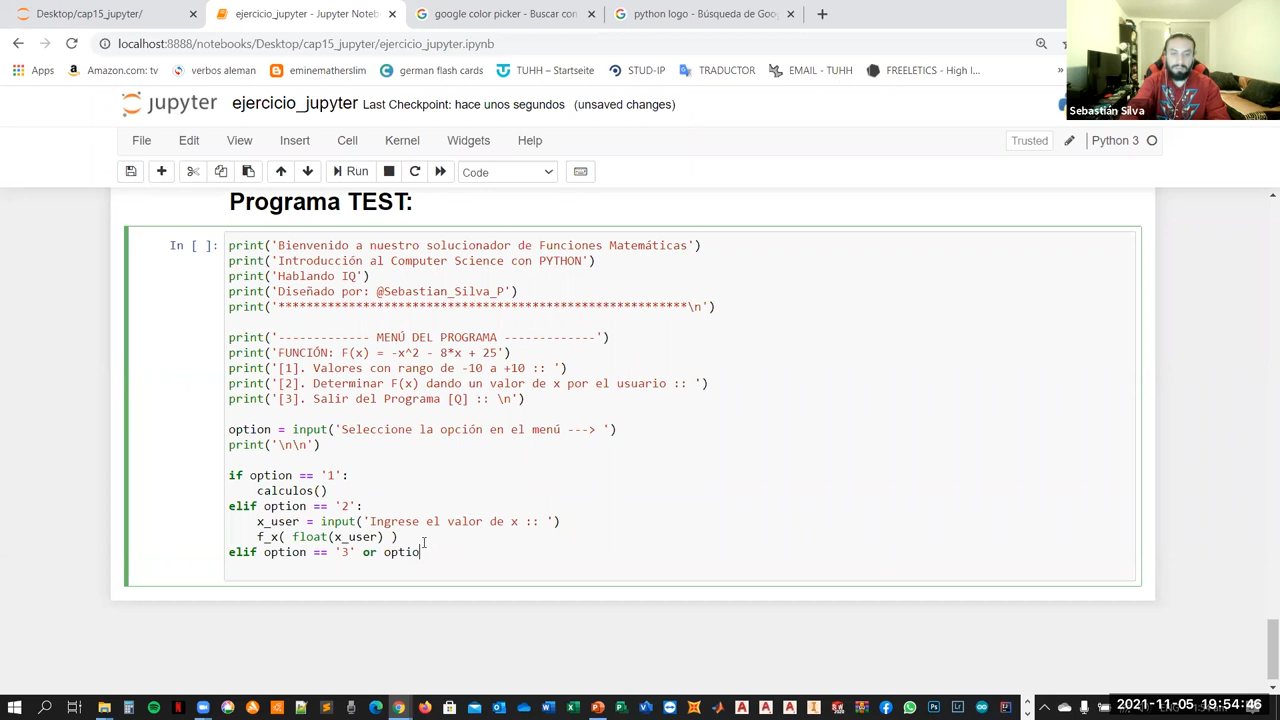 Desktop/cap15_jupyter/
ejercicio_jupyter - Jupyter Noteb
google color picker - Buscar con
python logo - Búsqueda de Goo
localhost:8888/notebooks/Desktop/cap15_jupyter/ejercicio_jupyter.ipynb
Apps
Amazon.com: tv
verbos aleman
eminematherslim
german flash cards
TUHH – Startseite
STUD-IP
TRADUCTOR
EMAIL - TUHH
FREELETICS - High I...
»
Sebastián Silva
jupyter
ejercicio_jupyter
Last Checkpoint: hace unos segundos (unsaved changes)
File Edit View Insert Cell Kernel Widgets Help
Trusted
Python 3
Run
Code
Programa TEST:
In [ ]:
print('Bienvenido a nuestro solucionador de Funciones Matemáticas')
print('Introducción al Computer Science con PYTHON')
print('Hablando IQ')
print('Diseñado por: @Sebastian_Silva_P')
print('**********************************************************\n')
print('------------- MENÚ DEL PROGRAMA -------------')
print('FUNCIÓN: F(x) = -x^2 - 8*x + 25')
print('[1]. Valores con rango de -10 a +10 :: ')
print('[2]. Determinar F(x) dando un valor de x por el usuario :: ')
print('[3]. Salir del Programa [Q] :: \n')
option = input('Seleccione la opción en el menú ---> ')
print('\n\n')
if option == '1':
calculos()
elif option == '2':
x_user = input('Ingrese el valor de x :: ')
f_x( float(x_user) )
elif option == '3' or optio
2021-11-05 19:54:46